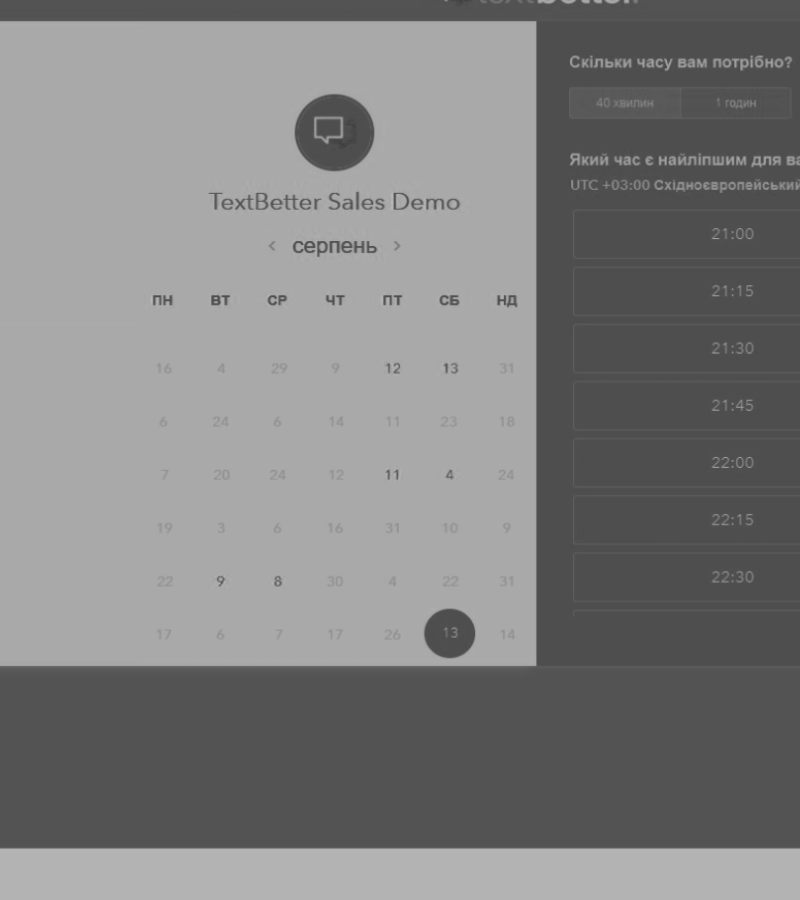 textbetter.
TextBetter Sales Demo
‹ серпень ›
ПН ВТ СР ЧТ ПТ СБ НД
16 4 29 9 12 13 31
6 24 6 14 11 23 18
7 20 24 12 11 4 24
19 3 6 16 31 10 9
22 9 8 30 4 22 31
17 6 7 17 26 13 14
Скільки часу вам потрібно?
40 хвилин 1 годин
Який час є найліпшим для ва
UTC +03:00 Східноєвропейський
21:00
21:15
21:30
21:45
22:00
22:15
22:30